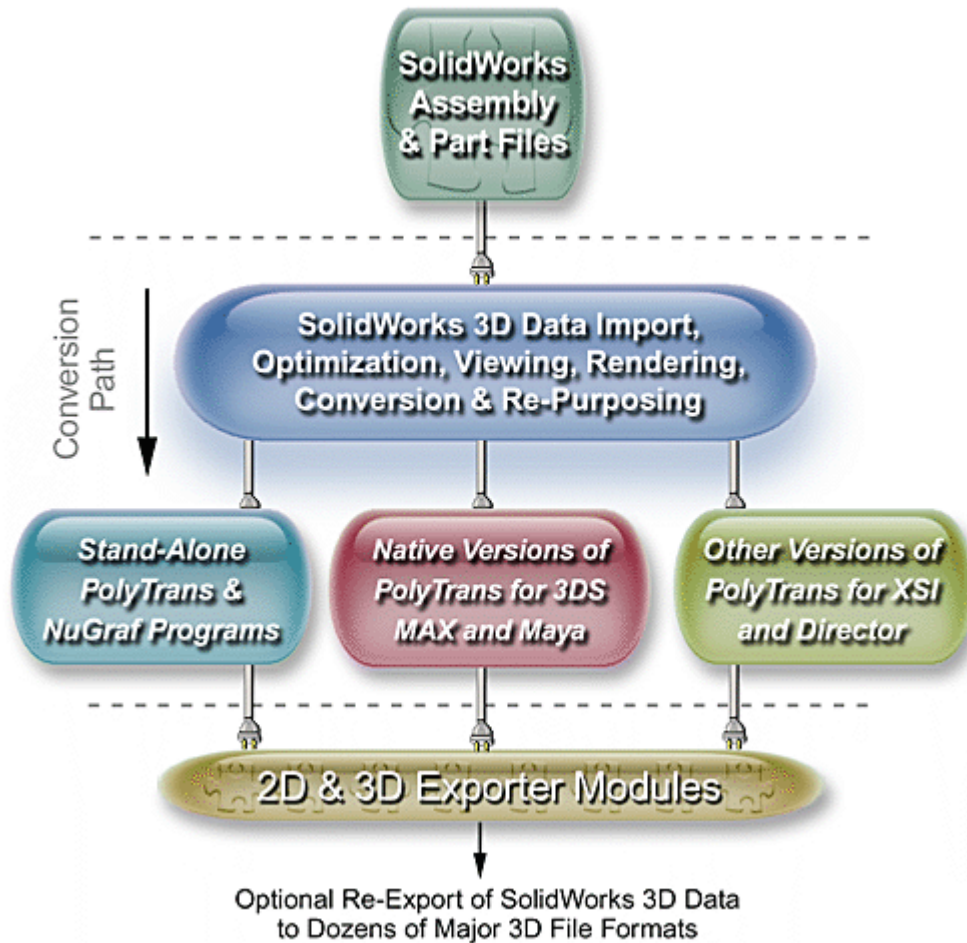 SolidWorks
Assembly
& Part Files
Conversion
Path
SolidWorks 3D Data Import,
Optimization, Viewing, Rendering,
Conversion & Re-Purposing
Stand-Alone
PolyTrans &
NuGraf Programs
Native Versions of
PolyTrans for 3DS
MAX and Maya
Other Versions of
PolyTrans for XSI
and Director
2D & 3D Exporter Modules
Optional Re-Export of SolidWorks 3D Data
to Dozens of Major 3D File Formats